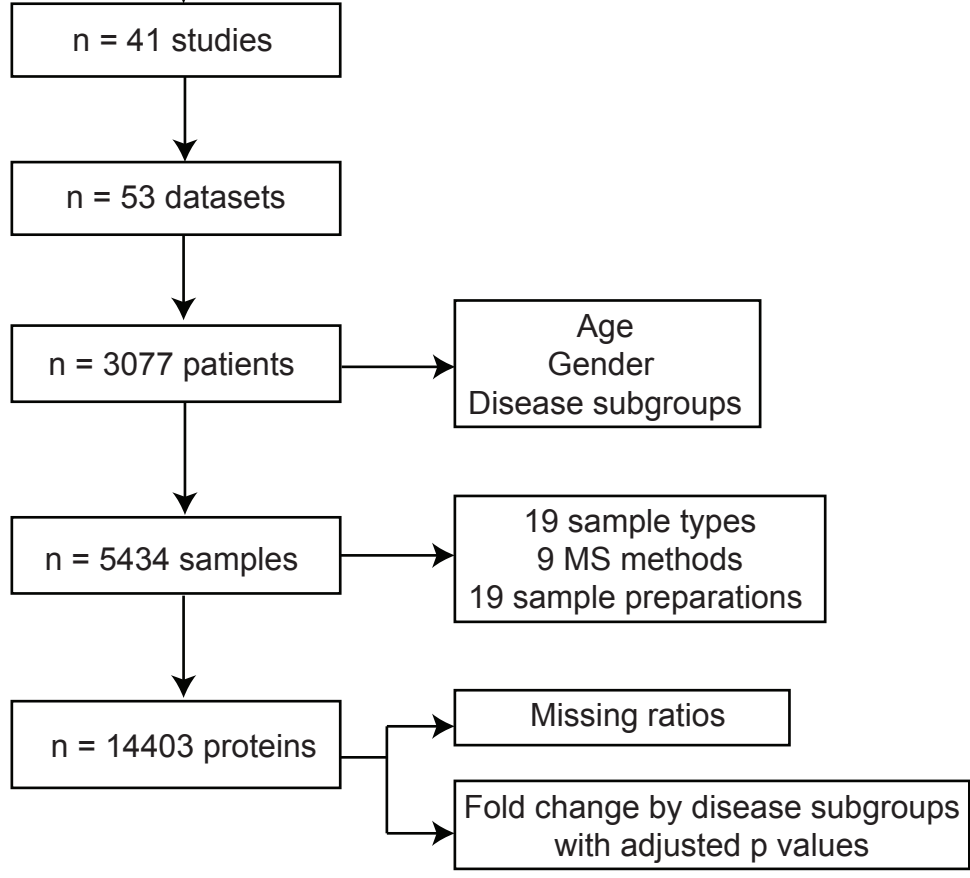 n = 41 studies
n = 53 datasets
n = 3077 patients
Age
Gender
Disease subgroups
n = 5434 samples
19 sample types
9 MS methods
19 sample preparations
n = 14403 proteins
Missing ratios
Fold change by disease subgroups
with adjusted p values